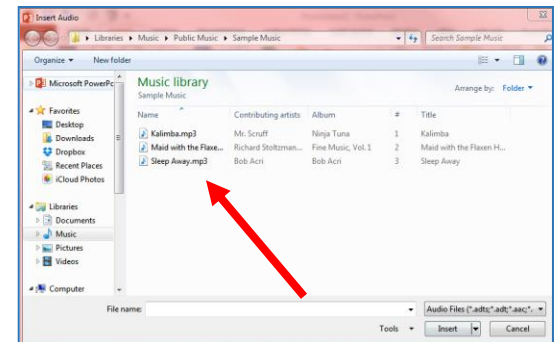 Insert Audio
Libraries ▸ Music ▸ Public Music ▸ Sample Music
Search Sample Music
Organize New folder
Microsoft PowerPc
Favorites
Desktop
Downloads
Dropbox
Recent Places
iCloud Photos
Libraries
Documents
Music
Pictures
Videos
Computer
Music library
Sample Music
Arrange by: Folder
Name Contributing artists Album # Title
Kalimba.mp3 Mr. Scruff Ninja Tuna 1 Kalimba
Maid with the Flaxe... Richard Stoltzman... Fine Music, Vol. 1 2 Maid with the Flaxen H...
Sleep Away.mp3 Bob Acri Bob Acri 3 Sleep Away
File name: Audio Files (*.adts;*.adt;*.aac;*.
Tools Insert Cancel